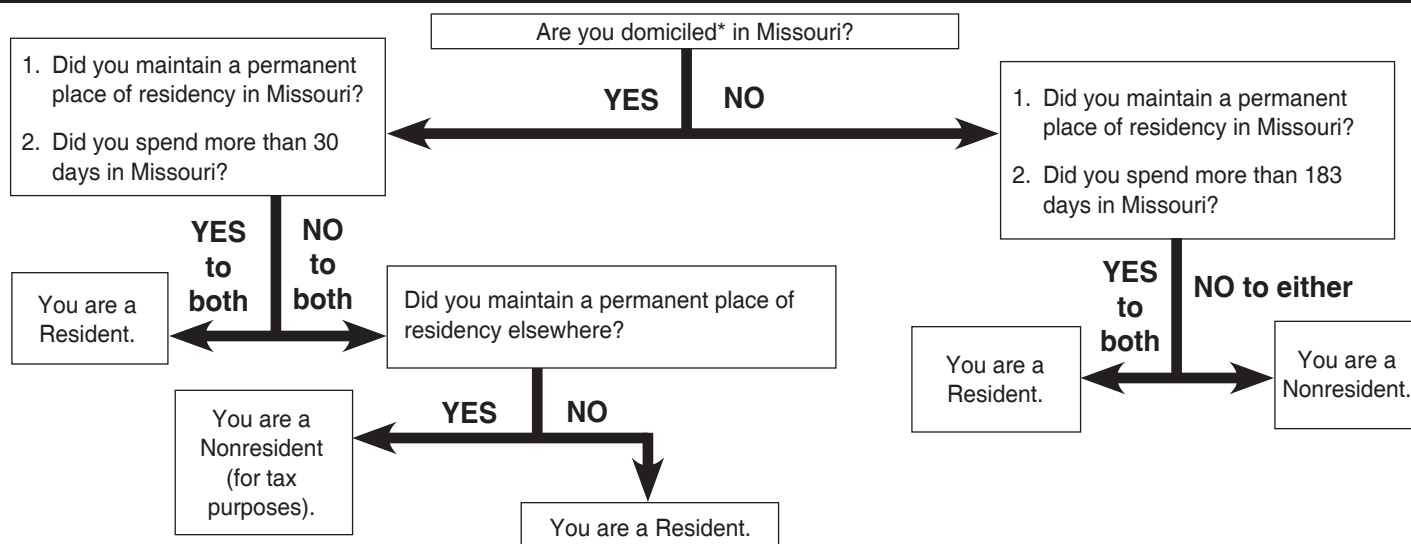 Are you domiciled* in Missouri?
1. Did you maintain a permanent
place of residency in Missouri?
2. Did you spend more than 30
days in Missouri?
YES NO
1. Did you maintain a permanent
place of residency in Missouri?
2. Did you spend more than 183
days in Missouri?
YES
to
both
NO
to
both
You are a
Resident.
Did you maintain a permanent place of
residency elsewhere?
YES
to
both
NO to either
You are a
Resident.
You are a
Nonresident.
YES NO
You are a
Nonresident
(for tax
purposes).
You are a Resident.